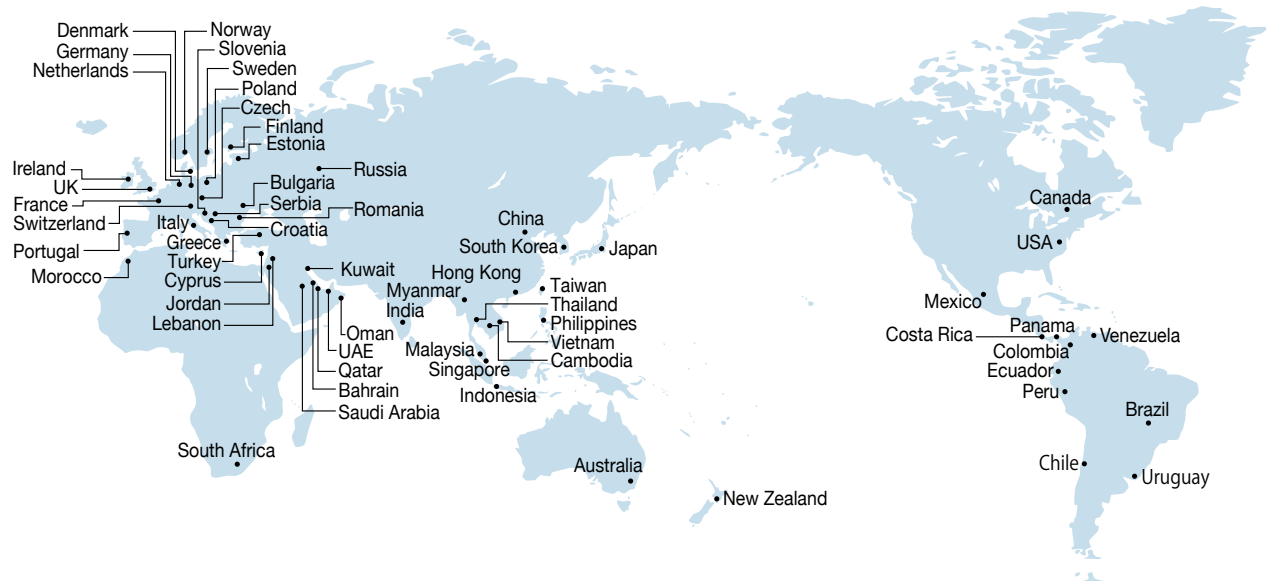 Denmark
Norway
Germany
Slovenia
Netherlands
Sweden
Poland
Czech
Finland
Estonia
Ireland
Russia
UK
Bulgaria
France
Serbia
Switzerland
Romania
Italy
Croatia
Portugal
Greece
Turkey
Morocco
Cyprus
Jordan
Lebanon
Kuwait
China
South Korea
Japan
Hong Kong
Myanmar
India
Taiwan
Thailand
Philippines
Vietnam
Cambodia
Oman
UAE
Qatar
Bahrain
Saudi Arabia
Malaysia
Singapore
Indonesia
South Africa
Australia
New Zealand
Canada
USA
Mexico
Costa Rica
Panama
Venezuela
Colombia
Ecuador
Peru
Brazil
Chile
Uruguay